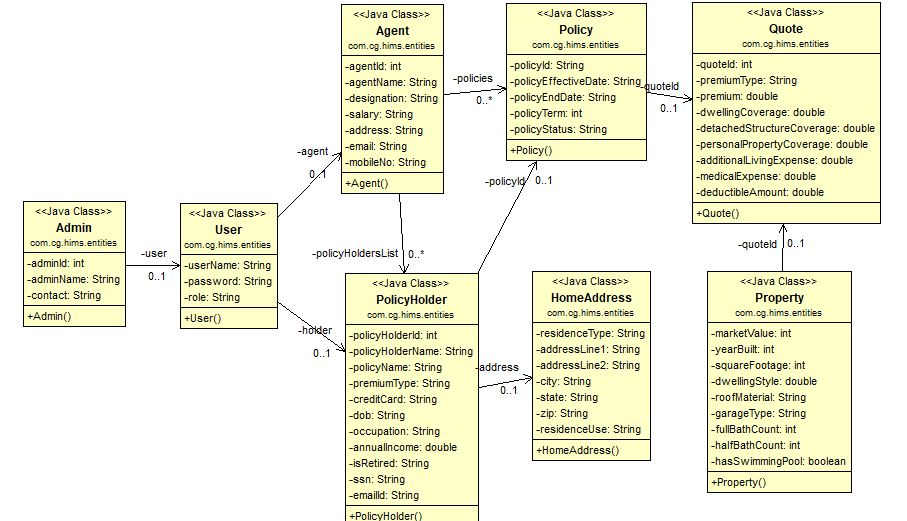 <<Java Class>>
Agent
com.cg.hims.entities
-agentId: int
-agentName: String
-designation: String
-salary: String
-address: String
-email: String
-mobileNo: String
+Agent()
<<Java Class>>
Policy
com.cg.hims.entities
-policyId: String
-policyEffectiveDate: String
-policyEndDate: String
-policyTerm: int
-policyStatus: String
+Policy()
<<Java Class>>
Quote
com.cg.hims.entities
-quoteId: int
-premiumType: String
-premium: double
-dwellingCoverage: double
-detachedStructureCoverage: double
-personalPropertyCoverage: double
-additionalLivingExpense: double
-medicalExpense: double
-deductibleAmount: double
+Quote()
-policies
0..*
-quoteId
0..1
-agent
0..1
-policyId
0..1
<<Java Class>>
Admin
com.cg.hims.entities
-adminId: int
-adminName: String
-contact: String
+Admin()
-user
0..1
<<Java Class>>
User
com.cg.hims.entities
-userName: String
-password: String
-role: String
+User()
-policyHoldersList
0..*
-quoteId
0..1
-holder
0..1
<<Java Class>>
PolicyHolder
com.cg.hims.entities
-policyHolderId: int
-policyHolderName: String
-policyName: String
-premiumType: String
-creditCard: String
-dob: String
-occupation: String
-annualIncome: double
-isRetired: String
-ssn: String
-emailId: String
+PolicyHolder()
-address
0..1
<<Java Class>>
HomeAddress
com.cg.hims.entities
-residenceType: String
-addressLine1: String
-addressLine2: String
-city: String
-state: String
-zip: String
-residenceUse: String
+HomeAddress()
<<Java Class>>
Property
com.cg.hims.entities
-marketValue: int
-yearBuilt: int
-squareFootage: int
-dwellingStyle: double
-roofMaterial: String
-garageType: String
-fullBathCount: int
-halfBathCount: int
-hasSwimmingPool: boolean
+Property()